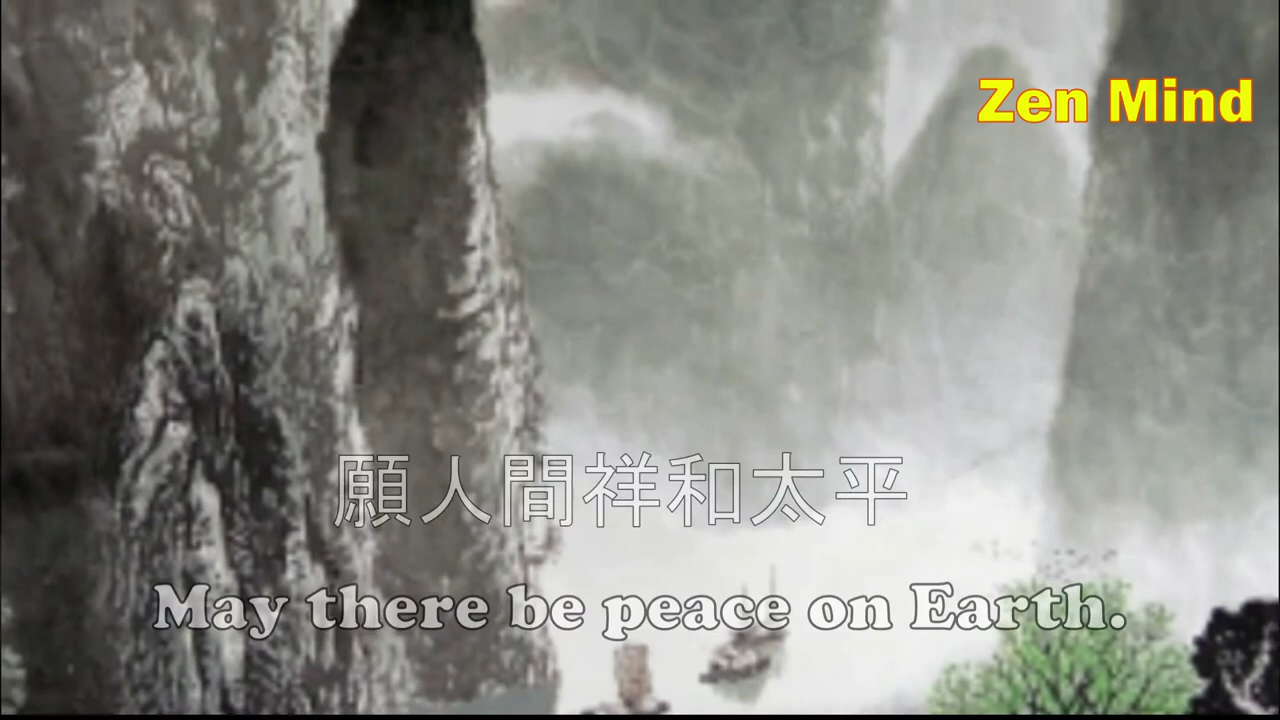 Zen Mind
願人間祥和太平
May there be peace on Earth.